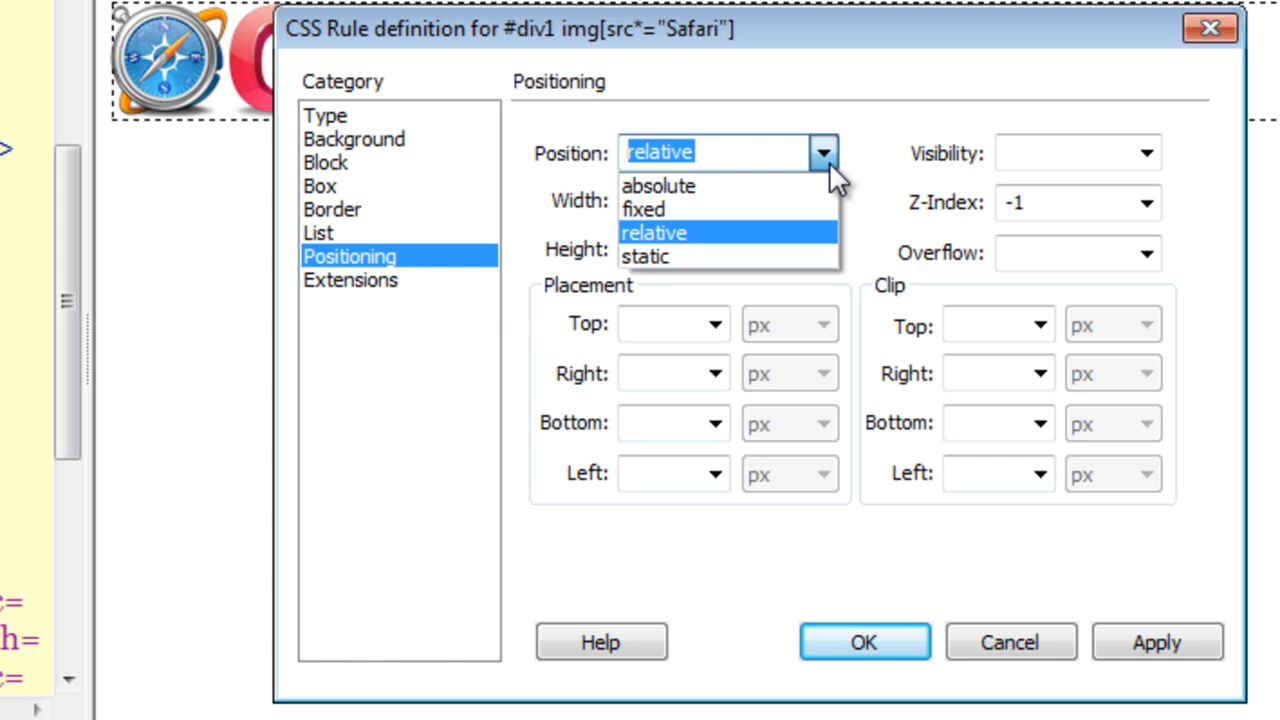 CSS Rule definition for #div1 img[src*="Safari"]
Category
Type
Background
Block
Box
Border
List
Positioning
Extensions
Positioning
Position: relative
absolute
fixed
relative
static
Width:
Height:
Visibility:
Z-Index: -1
Overflow:
Placement
Top: px
Right: px
Bottom: px
Left: px
Clip
Top: px
Right: px
Bottom: px
Left: px
Help OK Cancel Apply
>
h=